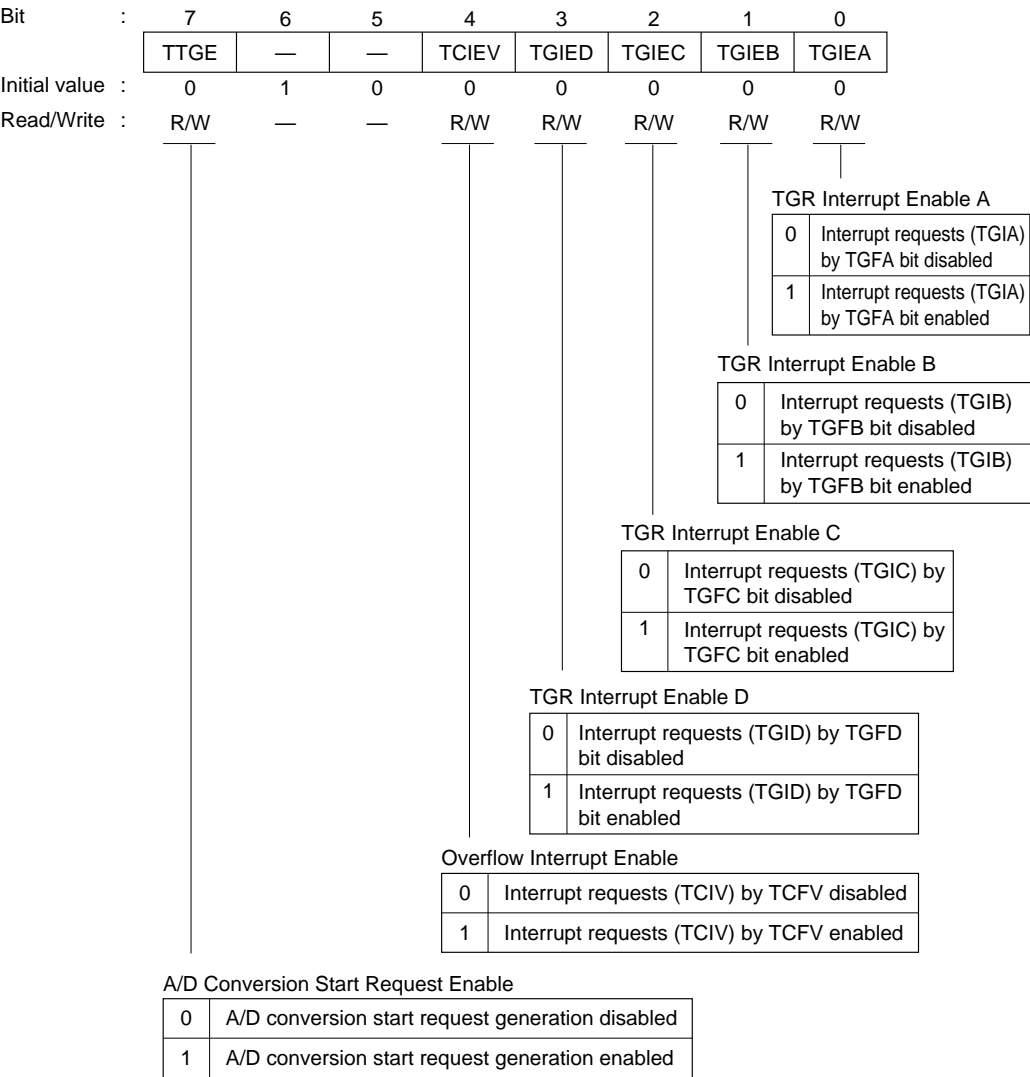 Bit : 7 6 5 4 3 2 1 0
TTGE — — TCIEV TGIED TGIEC TGIEB TGIEA
Initial value : 0 1 0 0 0 0 0 0
Read/Write : R/W — — R/W R/W R/W R/W R/W
TGR Interrupt Enable A
0 Interrupt requests (TGIA)
by TGFA bit disabled
1 Interrupt requests (TGIA)
by TGFA bit enabled
TGR Interrupt Enable B
0 Interrupt requests (TGIB)
by TGFB bit disabled
1 Interrupt requests (TGIB)
by TGFB bit enabled
TGR Interrupt Enable C
0 Interrupt requests (TGIC) by
TGFC bit disabled
1 Interrupt requests (TGIC) by
TGFC bit enabled
TGR Interrupt Enable D
0 Interrupt requests (TGID) by TGFD
bit disabled
1 Interrupt requests (TGID) by TGFD
bit enabled
Overflow Interrupt Enable
0 Interrupt requests (TCIV) by TCFV disabled
1 Interrupt requests (TCIV) by TCFV enabled
A/D Conversion Start Request Enable
0 A/D conversion start request generation disabled
1 A/D conversion start request generation enabled